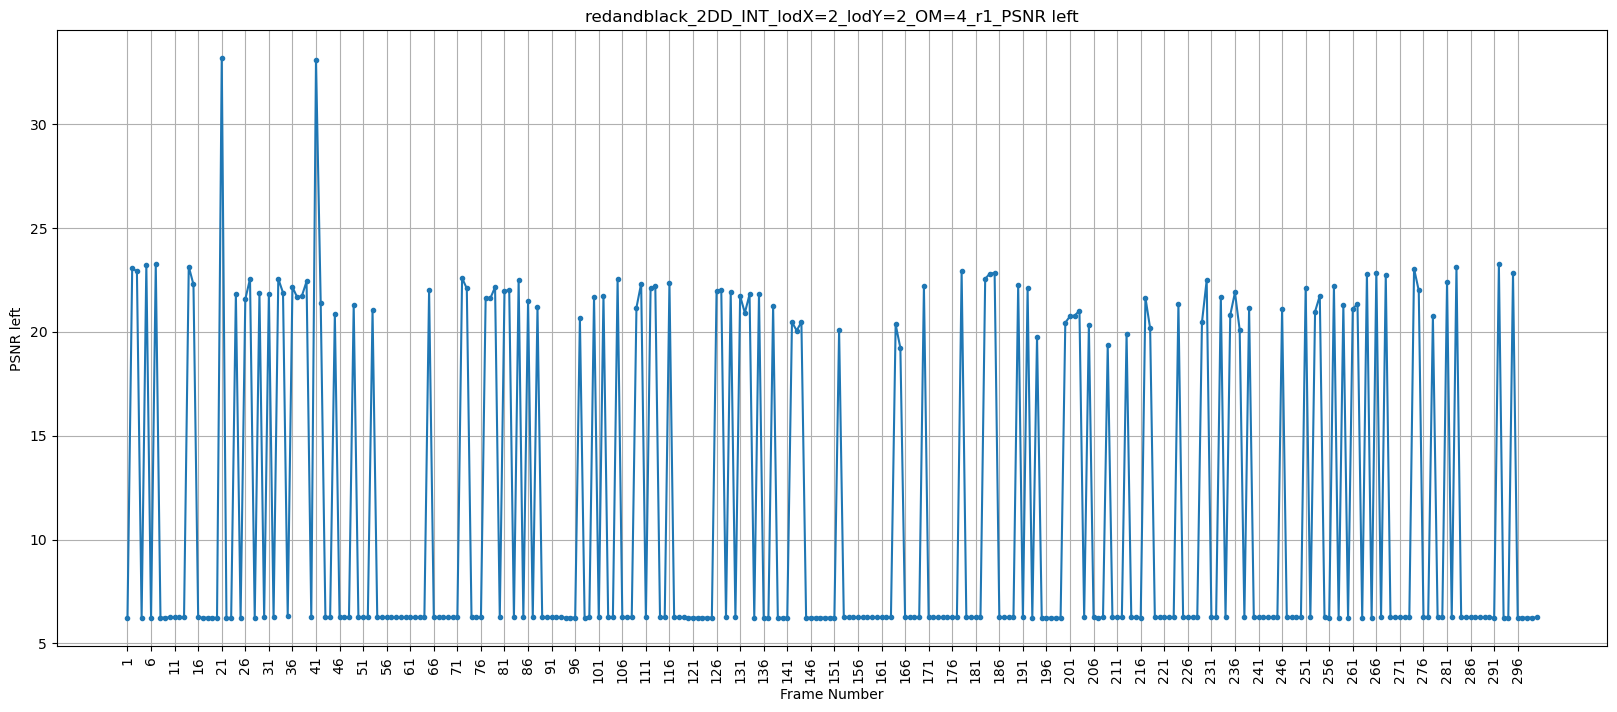 redandblack_2DD_INT_lodX=2_lodY=2_OM=4_r1_PSNR left
PSNR left
30
25
20
15
10
5
1 6 11 16 21 26 31 36 41 46 51 56 61 66 71 76 81 86 91 96 101 106 111 116 121 126 131 136 141 146 151 156 161 166 171 176 181 186 191 196 201 206 211 216 221 226 231 236 241 246 251 256 261 266 271 276 281 286 291 296
Frame Number